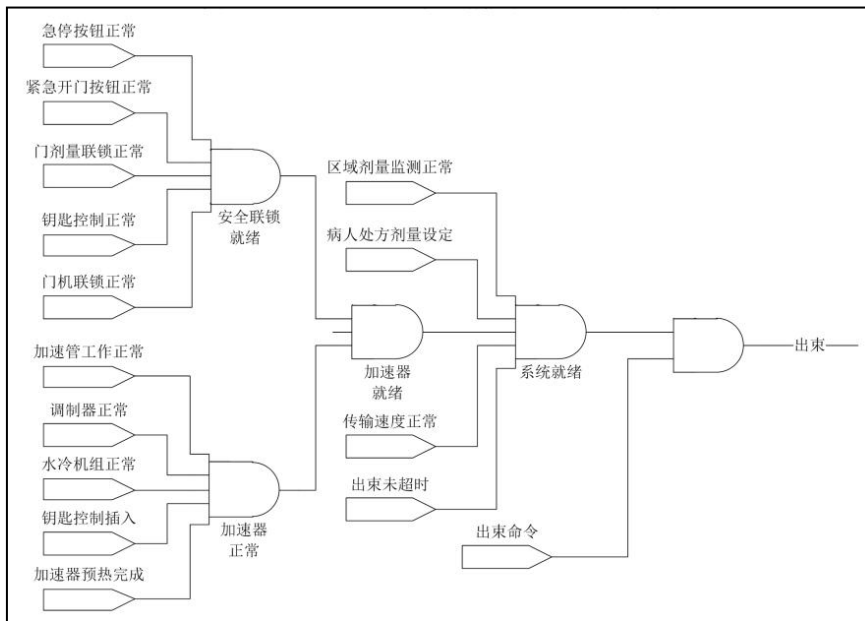 急停按钮正常
紧急开门按钮正常
门剂量联锁正常
钥匙控制正常
门机联锁正常
安全联锁
就绪
加速管工作正常
调制器正常
水冷机组正常
钥匙控制插入
加速器预热完成
加速器
正常
加速器
就绪
区域剂量监测正常
病人处方剂量设定
传输速度正常
出束未超时
系统就绪
出束命令
出束